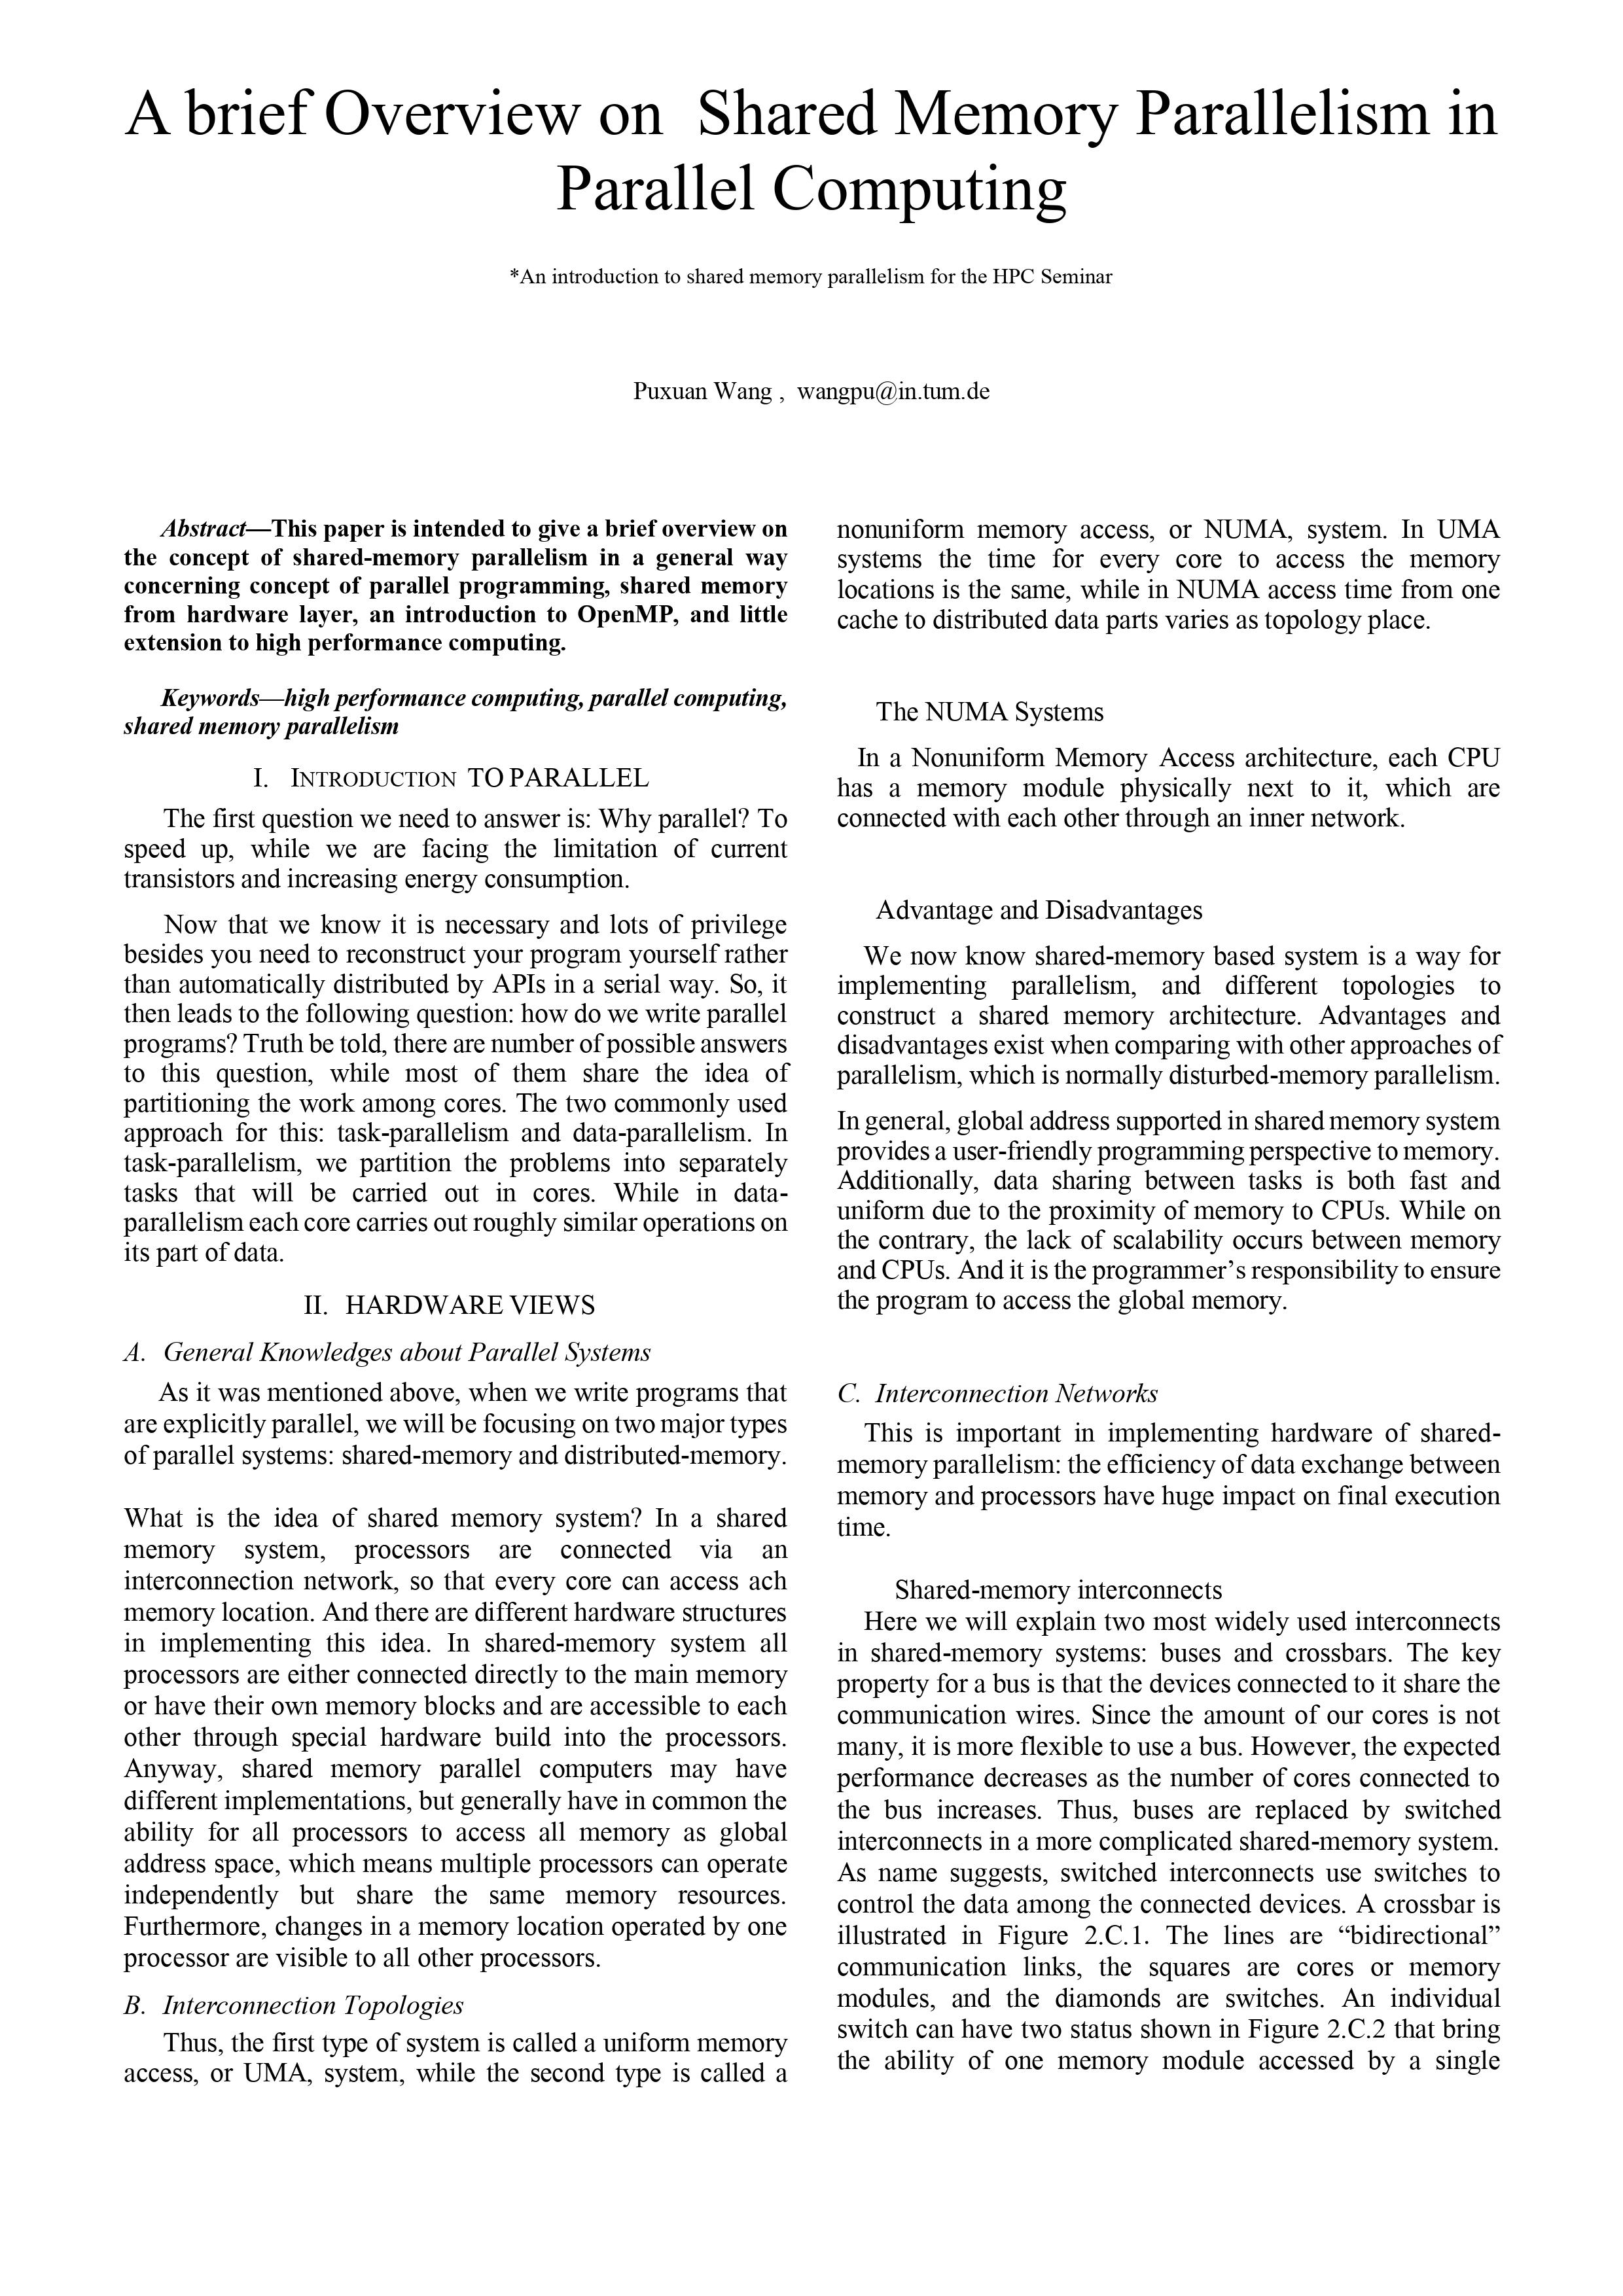 A brief Overview on Shared Memory Parallelism in
Parallel Computing
*An introduction to shared memory parallelism for the HPC Seminar
Puxuan Wang , wangpu@in.tum.de
Abstract—This paper is intended to give a brief overview on
the concept of shared-memory parallelism in a general way
concerning concept of parallel programming, shared memory
from hardware layer, an introduction to OpenMP, and little
extension to high performance computing.
Keywords—high performance computing, parallel computing,
shared memory parallelism
I. INTRODUCTION TO PARALLEL
The first question we need to answer is: Why parallel? To
speed up, while we are facing the limitation of current
transistors and increasing energy consumption.
Now that we know it is necessary and lots of privilege
besides you need to reconstruct your program yourself rather
than automatically distributed by APIs in a serial way. So, it
then leads to the following question: how do we write parallel
programs? Truth be told, there are number of possible answers
to this question, while most of them share the idea of
partitioning the work among cores. The two commonly used
approach for this: task-parallelism and data-parallelism. In
task-parallelism, we partition the problems into separately
tasks that will be carried out in cores. While in data-
parallelism each core carries out roughly similar operations on
its part of data.
II. HARDWARE VIEWS
A. General Knowledges about Parallel Systems
As it was mentioned above, when we write programs that
are explicitly parallel, we will be focusing on two major types
of parallel systems: shared-memory and distributed-memory.
What is the idea of shared memory system? In a shared
memory system, processors are connected via an
interconnection network, so that every core can access ach
memory location. And there are different hardware structures
in implementing this idea. In shared-memory system all
processors are either connected directly to the main memory
or have their own memory blocks and are accessible to each
other through special hardware build into the processors.
Anyway, shared memory parallel computers may have
different implementations, but generally have in common the
ability for all processors to access all memory as global
address space, which means multiple processors can operate
independently but share the same memory resources.
Furthermore, changes in a memory location operated by one
processor are visible to all other processors.
B. Interconnection Topologies
Thus, the first type of system is called a uniform memory
access, or UMA, system, while the second type is called a
nonuniform memory access, or NUMA, system. In UMA
systems the time for every core to access the memory
locations is the same, while in NUMA access time from one
cache to distributed data parts varies as topology place.
The NUMA Systems
In a Nonuniform Memory Access architecture, each CPU
has a memory module physically next to it, which are
connected with each other through an inner network.
Advantage and Disadvantages
We now know shared-memory based system is a way for
implementing parallelism, and different topologies to
construct a shared memory architecture. Advantages and
disadvantages exist when comparing with other approaches of
parallelism, which is normally disturbed-memory parallelism.
In general, global address supported in shared memory system
provides a user-friendly programming perspective to memory.
Additionally, data sharing between tasks is both fast and
uniform due to the proximity of memory to CPUs. While on
the contrary, the lack of scalability occurs between memory
and CPUs. And it is the programmer’s responsibility to ensure
the program to access the global memory.
C. Interconnection Networks
This is important in implementing hardware of shared-
memory parallelism: the efficiency of data exchange between
memory and processors have huge impact on final execution
time.
Shared-memory interconnects
Here we will explain two most widely used interconnects
in shared-memory systems: buses and crossbars. The key
property for a bus is that the devices connected to it share the
communication wires. Since the amount of our cores is not
many, it is more flexible to use a bus. However, the expected
performance decreases as the number of cores connected to
the bus increases. Thus, buses are replaced by switched
interconnects in a more complicated shared-memory system.
As name suggests, switched interconnects use switches to
control the data among the connected devices. A crossbar is
illustrated in Figure 2.C.1. The lines are “bidirectional”
communication links, the squares are cores or memory
modules, and the diamonds are switches. An individual
switch can have two status shown in Figure 2.C.2 that bring
the ability of one memory module accessed by a single